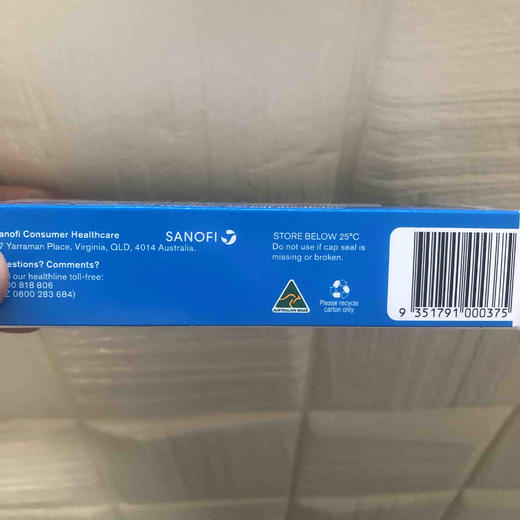 anofi Consumer Healthcare
7 Yarraman Place, Virginia, QLD, 4014 Australia.
uestions? Comments?
our healthline toll-free:
00 818 806
Z 0800 283 684)
SANOFI
STORE BELOW 25°C
Do not use if cap seal is
missing or broken.
AUSTRALIAN MADE
Please recycle
carton only
9 351791 000375